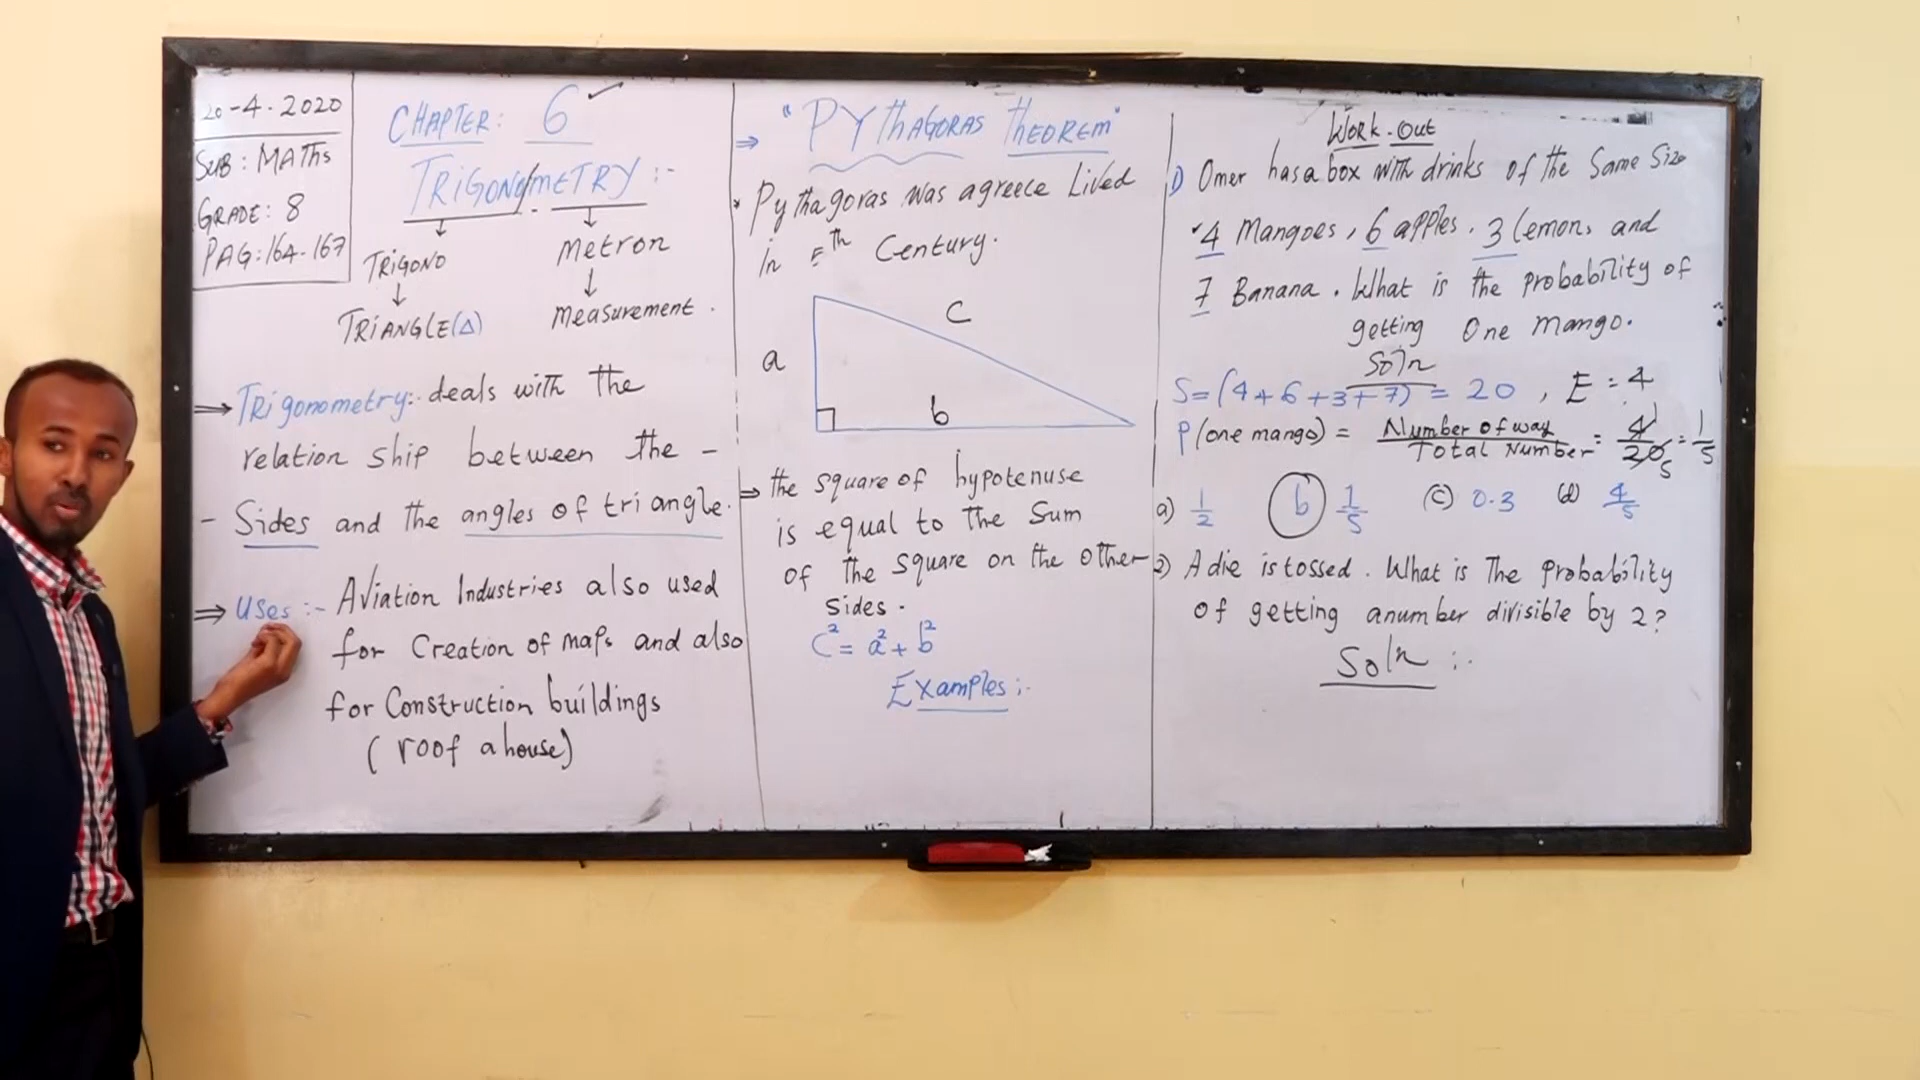 20-4-2020
SUB: MATHS
GRADE: 8
PAG: 164-167
CHAPTER: 6
TRIGONO/METRY :-
TRIGONO
Metron
TRIANGLE(Δ)
Measurement.
⇒ Trigonometry:- deals with the
relation ship between the -
- Sides and the angles of triangle.
⇒ Uses :- Aviation Industries also used
for Creation of maps and also
for Construction buildings
(roof a house)
⇒ "PYTHAGORAS THEOREM"
* Pythagoras was agreece Lived
in 5th Century.
c
a
b
⇒ the square of hypotenuse
is equal to the Sum
of the square on the other
Sides.
c² = a² + b²
Examples:-
Work-Out
1) Omer has a box with drinks of the Same Size
4 Mangoes, 6 apples, 3 lemons and
7 Banana. What is the probability of
getting One mango.
Soln
S=(4+6+3+7) = 20 , E = 4
P(one mango) = Number of way / Total Number = 4/20 = 1/5
a) 1/2 b 1/5 (c) 0.3 (d) 4/5
2) A die is tossed. What is The probability
of getting anumber divisible by 2?
Soln :-